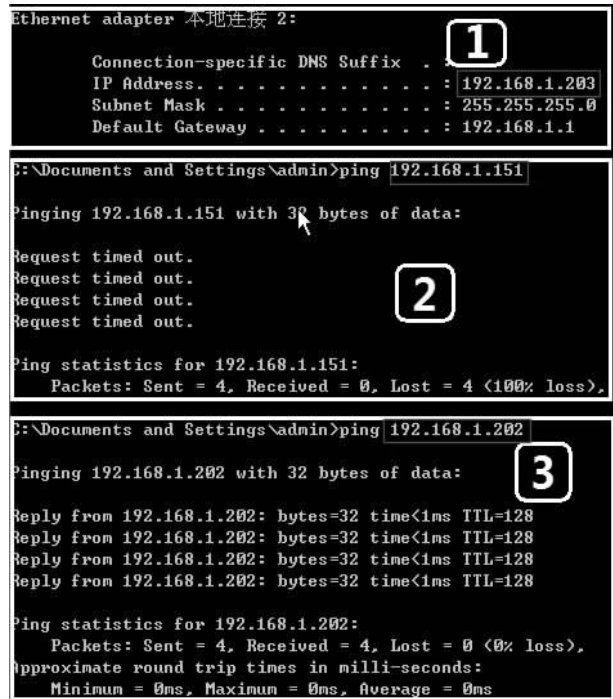 Ethernet adapter 本地连接 2:
1
Connection-specific DNS Suffix . :
IP Address. . . . . . . . . . . . : 192.168.1.203
Subnet Mask . . . . . . . . . . . : 255.255.255.0
Default Gateway . . . . . . . . . : 192.168.1.1
C:\Documents and Settings\admin>ping 192.168.1.151
Pinging 192.168.1.151 with 32 bytes of data:
Request timed out.
Request timed out.
Request timed out.
Request timed out.
2
Ping statistics for 192.168.1.151:
Packets: Sent = 4, Received = 0, Lost = 4 (100% loss),
C:\Documents and Settings\admin>ping 192.168.1.202
Pinging 192.168.1.202 with 32 bytes of data:
3
Reply from 192.168.1.202: bytes=32 time<1ms TTL=128
Reply from 192.168.1.202: bytes=32 time<1ms TTL=128
Reply from 192.168.1.202: bytes=32 time<1ms TTL=128
Reply from 192.168.1.202: bytes=32 time<1ms TTL=128
Ping statistics for 192.168.1.202:
Packets: Sent = 4, Received = 4, Lost = 0 (0% loss),
Approximate round trip times in milli-seconds:
Minimum = 0ms, Maximum = 0ms, Average = 0ms